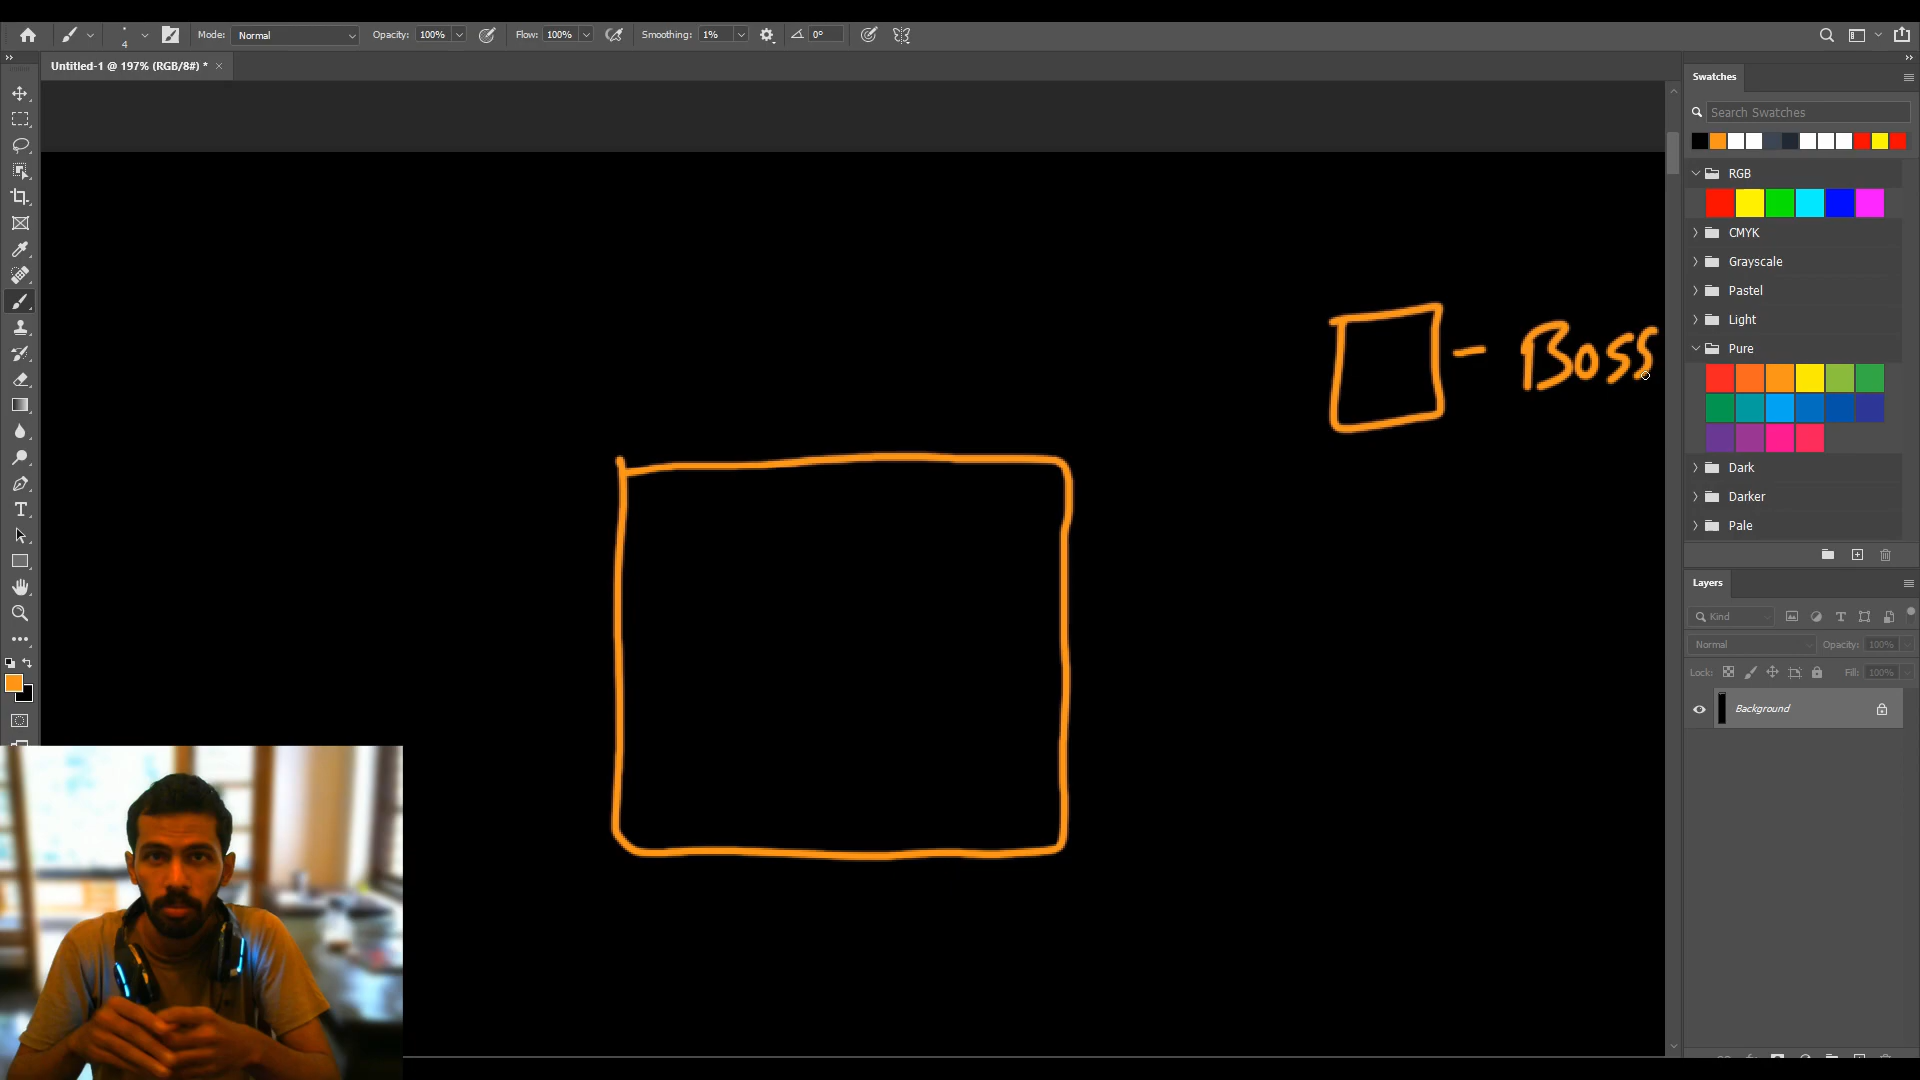 4
Mode: Normal
Opacity: 100%
Flow: 100%
Smoothing: 1%
0°
Untitled-1 @ 197% (RGB/8#) * ×
Boss
Swatches
Search Swatches
RGB
CMYK
Grayscale
Pastel
Light
Pure
Dark
Darker
Pale
Layers
Kind
Normal
Opacity: 100%
Lock:
Fill: 100%
Background